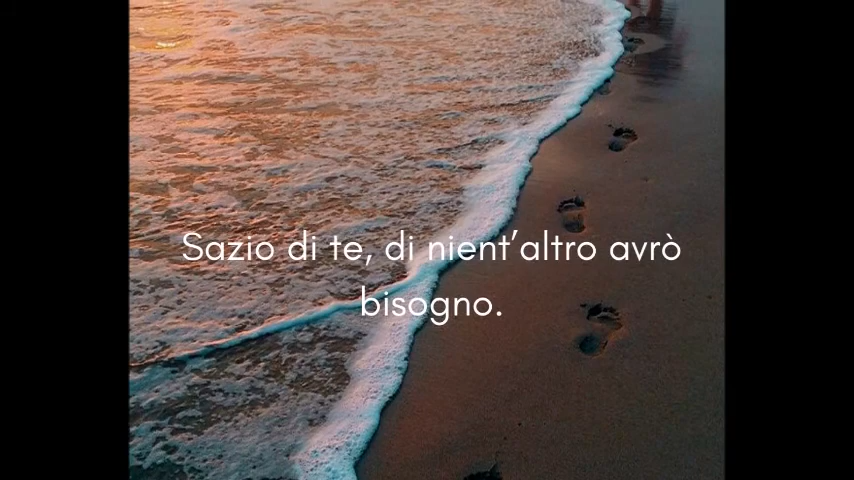 Sazio di te, di nient’altro avrò
bisogno.